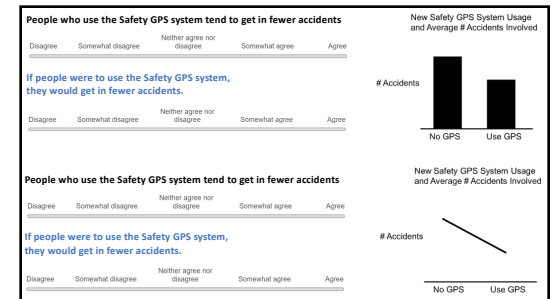 People who use the Safety GPS system tend to get in fewer accidents
Disagree Somewhat disagree Neither agree nor disagree Somewhat agree Agree
If people were to use the Safety GPS system,
they would get in fewer accidents.
Disagree Somewhat disagree Neither agree nor disagree Somewhat agree Agree
New Safety GPS System Usage
and Average # Accidents Involved
# Accidents
No GPS Use GPS
People who use the Safety GPS system tend to get in fewer accidents
Disagree Somewhat disagree Neither agree nor disagree Somewhat agree Agree
If people were to use the Safety GPS system,
they would get in fewer accidents.
Disagree Somewhat disagree Neither agree nor disagree Somewhat agree Agree
New Safety GPS System Usage
and Average # Accidents Involved
# Accidents
No GPS Use GPS